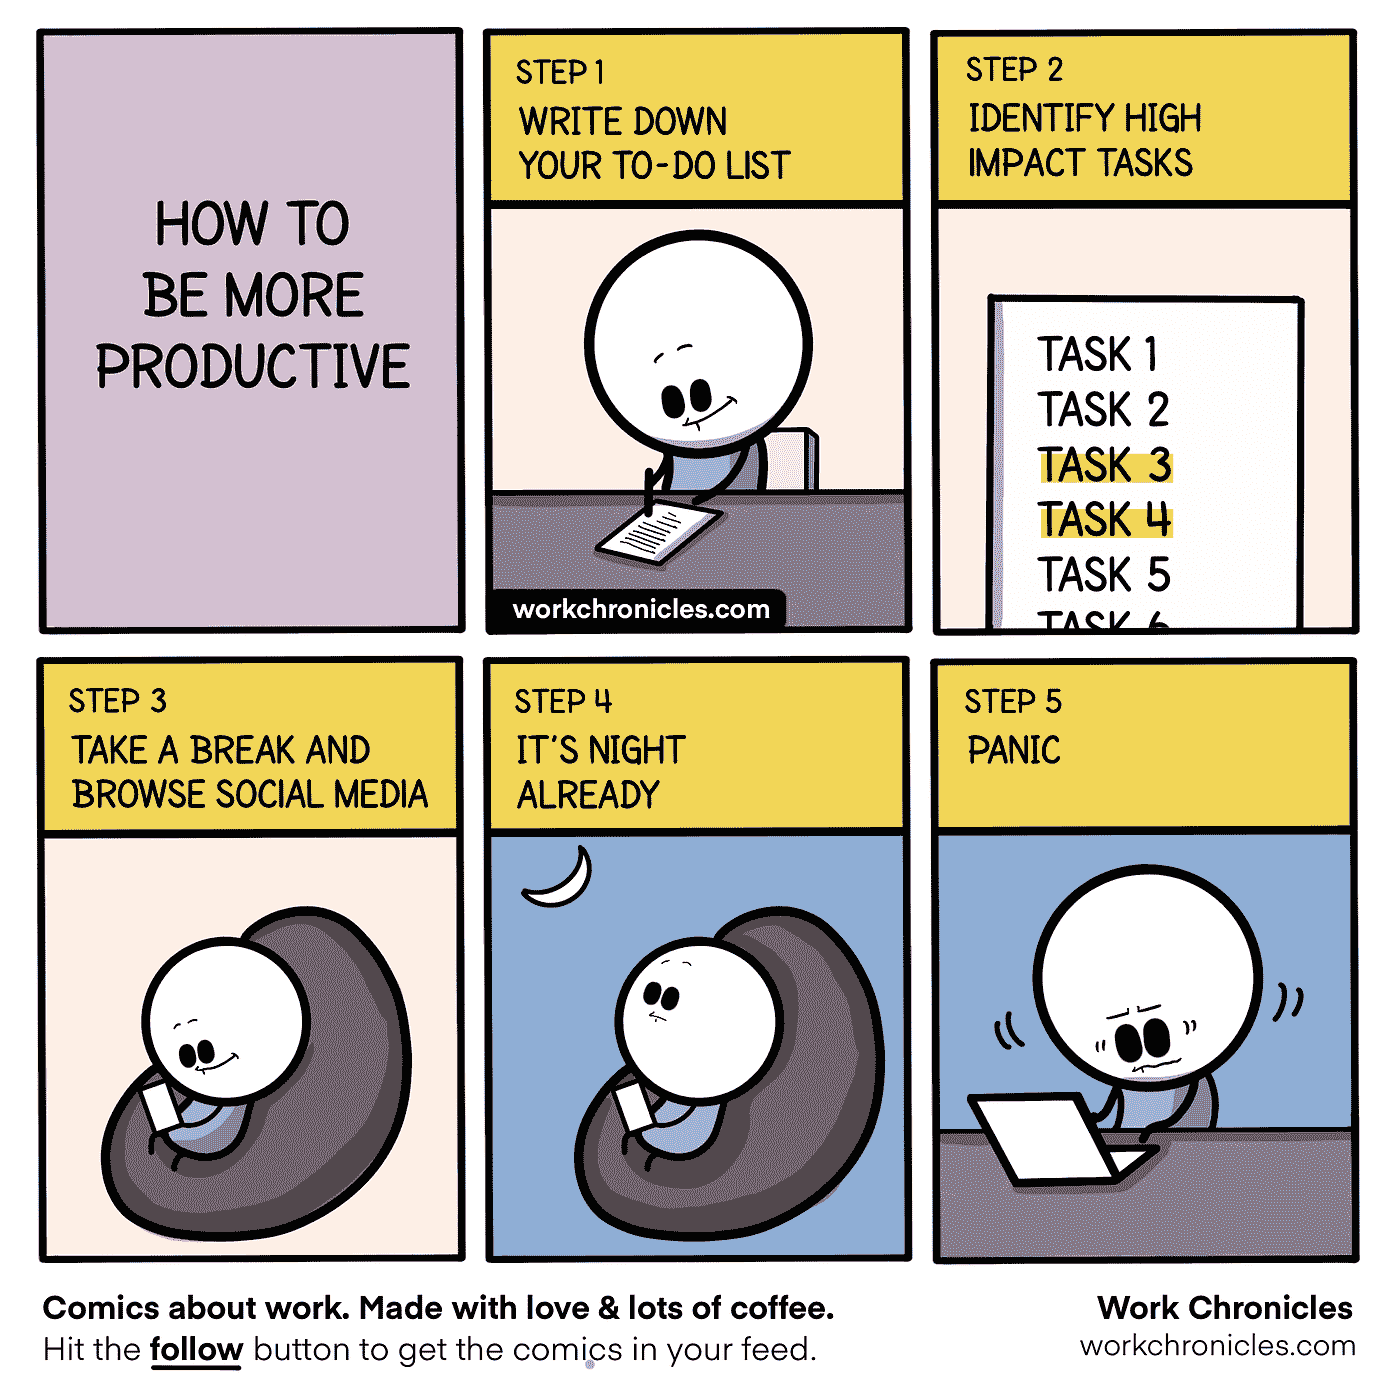 HOW TO
BE MORE
PRODUCTIVE
STEP 1
WRITE DOWN
YOUR TO-DO LIST
workchronicles.com
STEP 2
IDENTIFY HIGH
IMPACT TASKS
TASK 1
TASK 2
TASK 3
TASK 4
TASK 5
TASK 6
STEP 3
TAKE A BREAK AND
BROWSE SOCIAL MEDIA
STEP 4
IT'S NIGHT
ALREADY
STEP 5
PANIC
Comics about work. Made with love & lots of coffee.
Hit the follow button to get the comics in your feed.
Work Chronicles
workchronicles.com